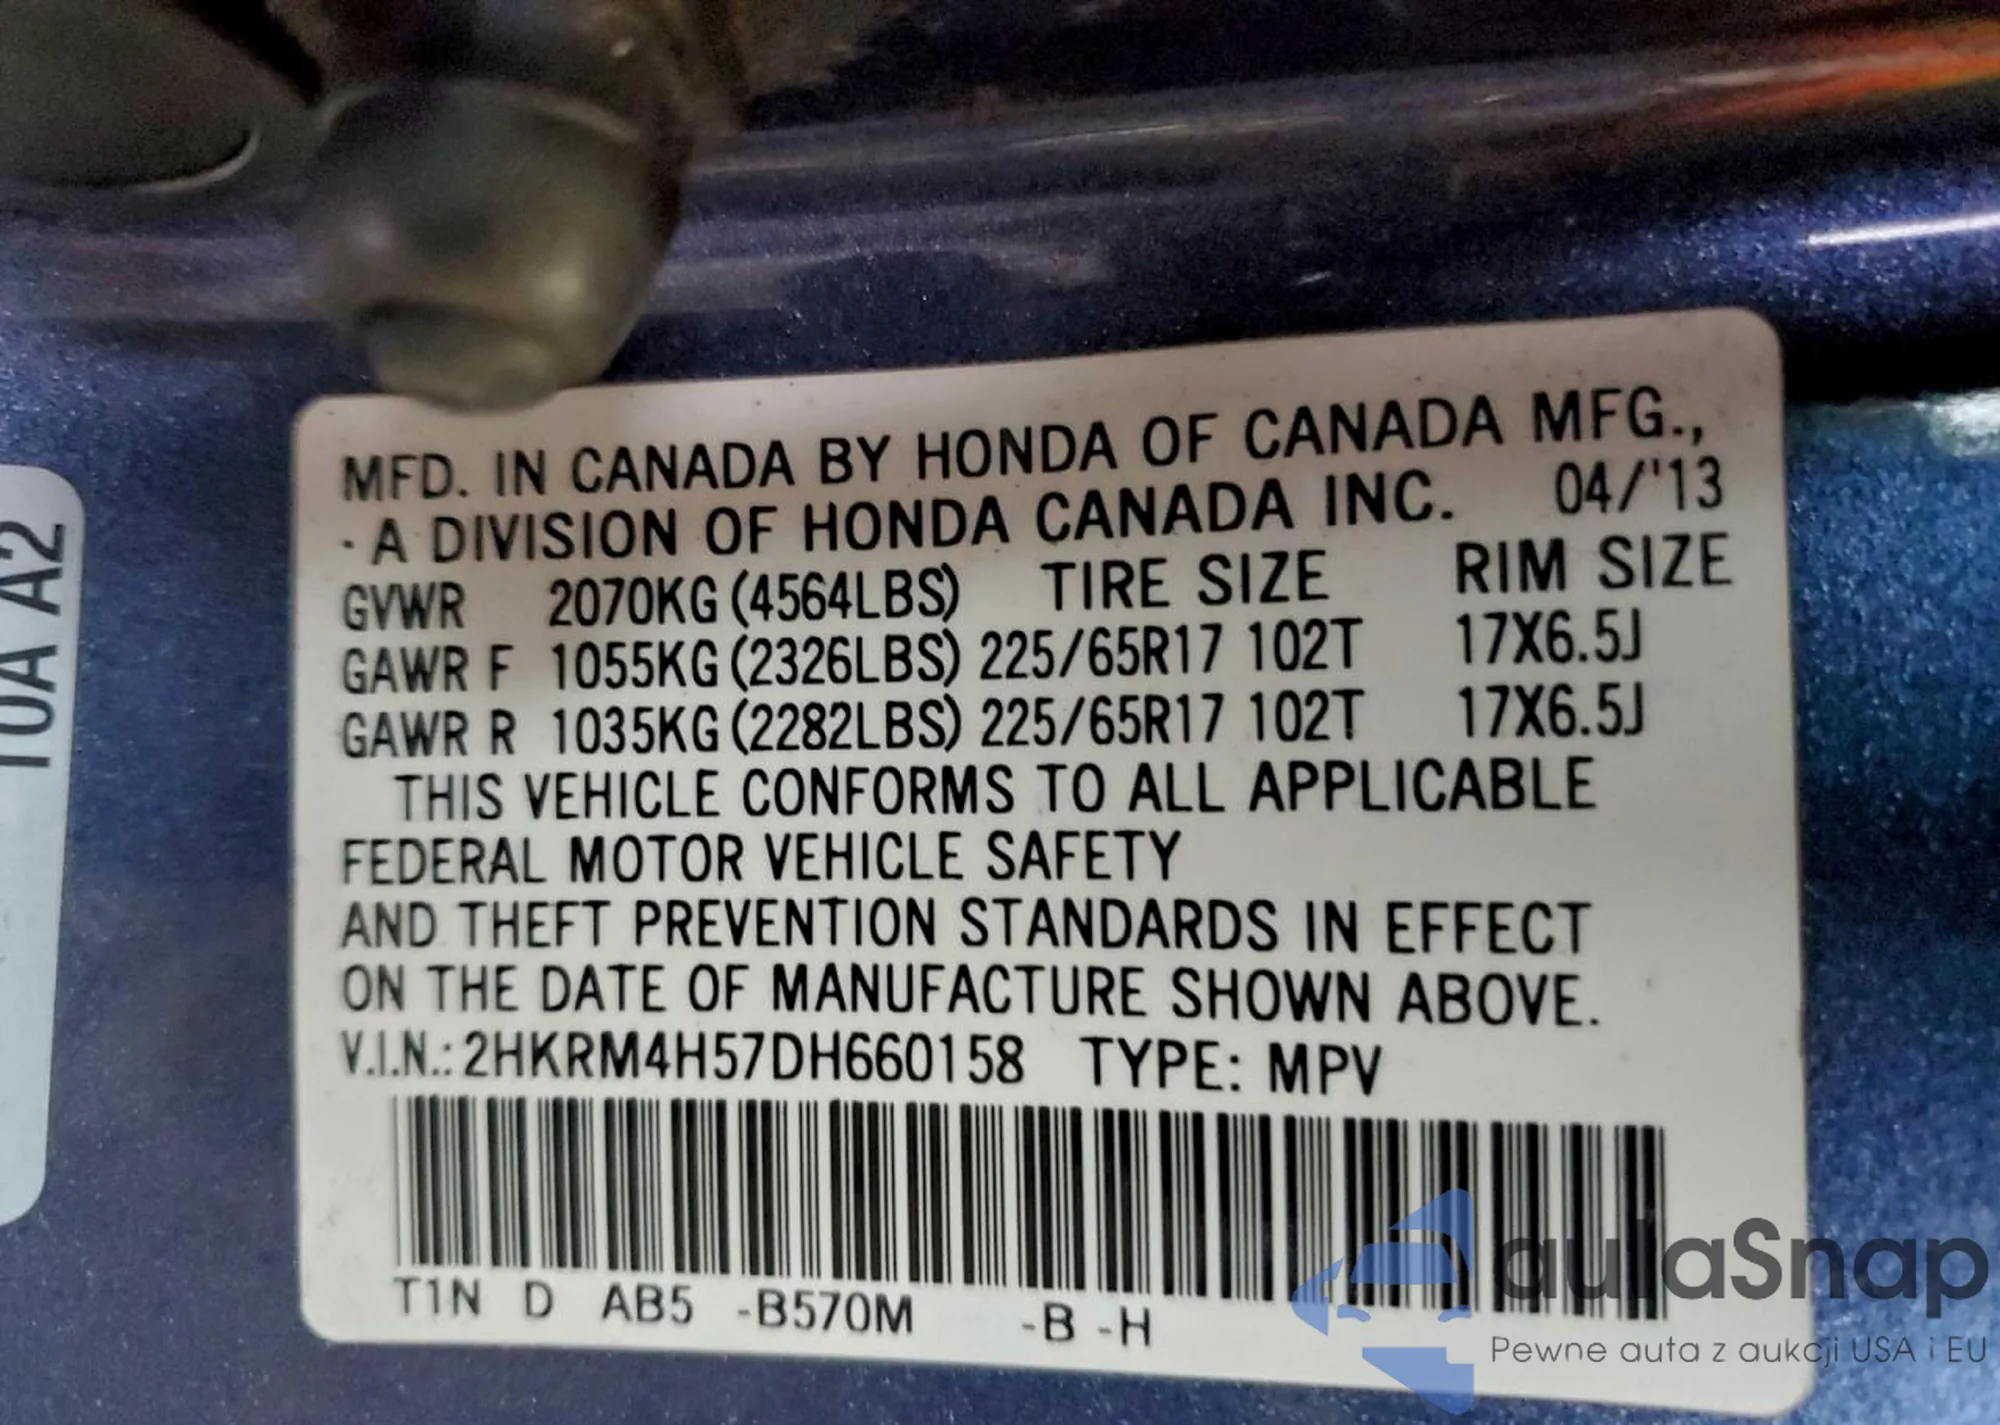 MFD. IN CANADA BY HONDA OF CANADA MFG.,
· A DIVISION OF HONDA CANADA INC. 04/'13
GVWR 2070KG (4564LBS) TIRE SIZE RIM SIZE
GAWR F 1055KG (2326LBS) 225/65R17 102T 17X6.5J
GAWR R 1035KG (2282LBS) 225/65R17 102T 17X6.5J
THIS VEHICLE CONFORMS TO ALL APPLICABLE
FEDERAL MOTOR VEHICLE SAFETY
AND THEFT PREVENTION STANDARDS IN EFFECT
ON THE DATE OF MANUFACTURE SHOWN ABOVE.
V.I.N.: 2HKRM4H57DH660158 TYPE: MPV
T1N D AB5 -B570M -B -H
10A A2
aulaSnap
Pewne auta z aukcji USA i EU